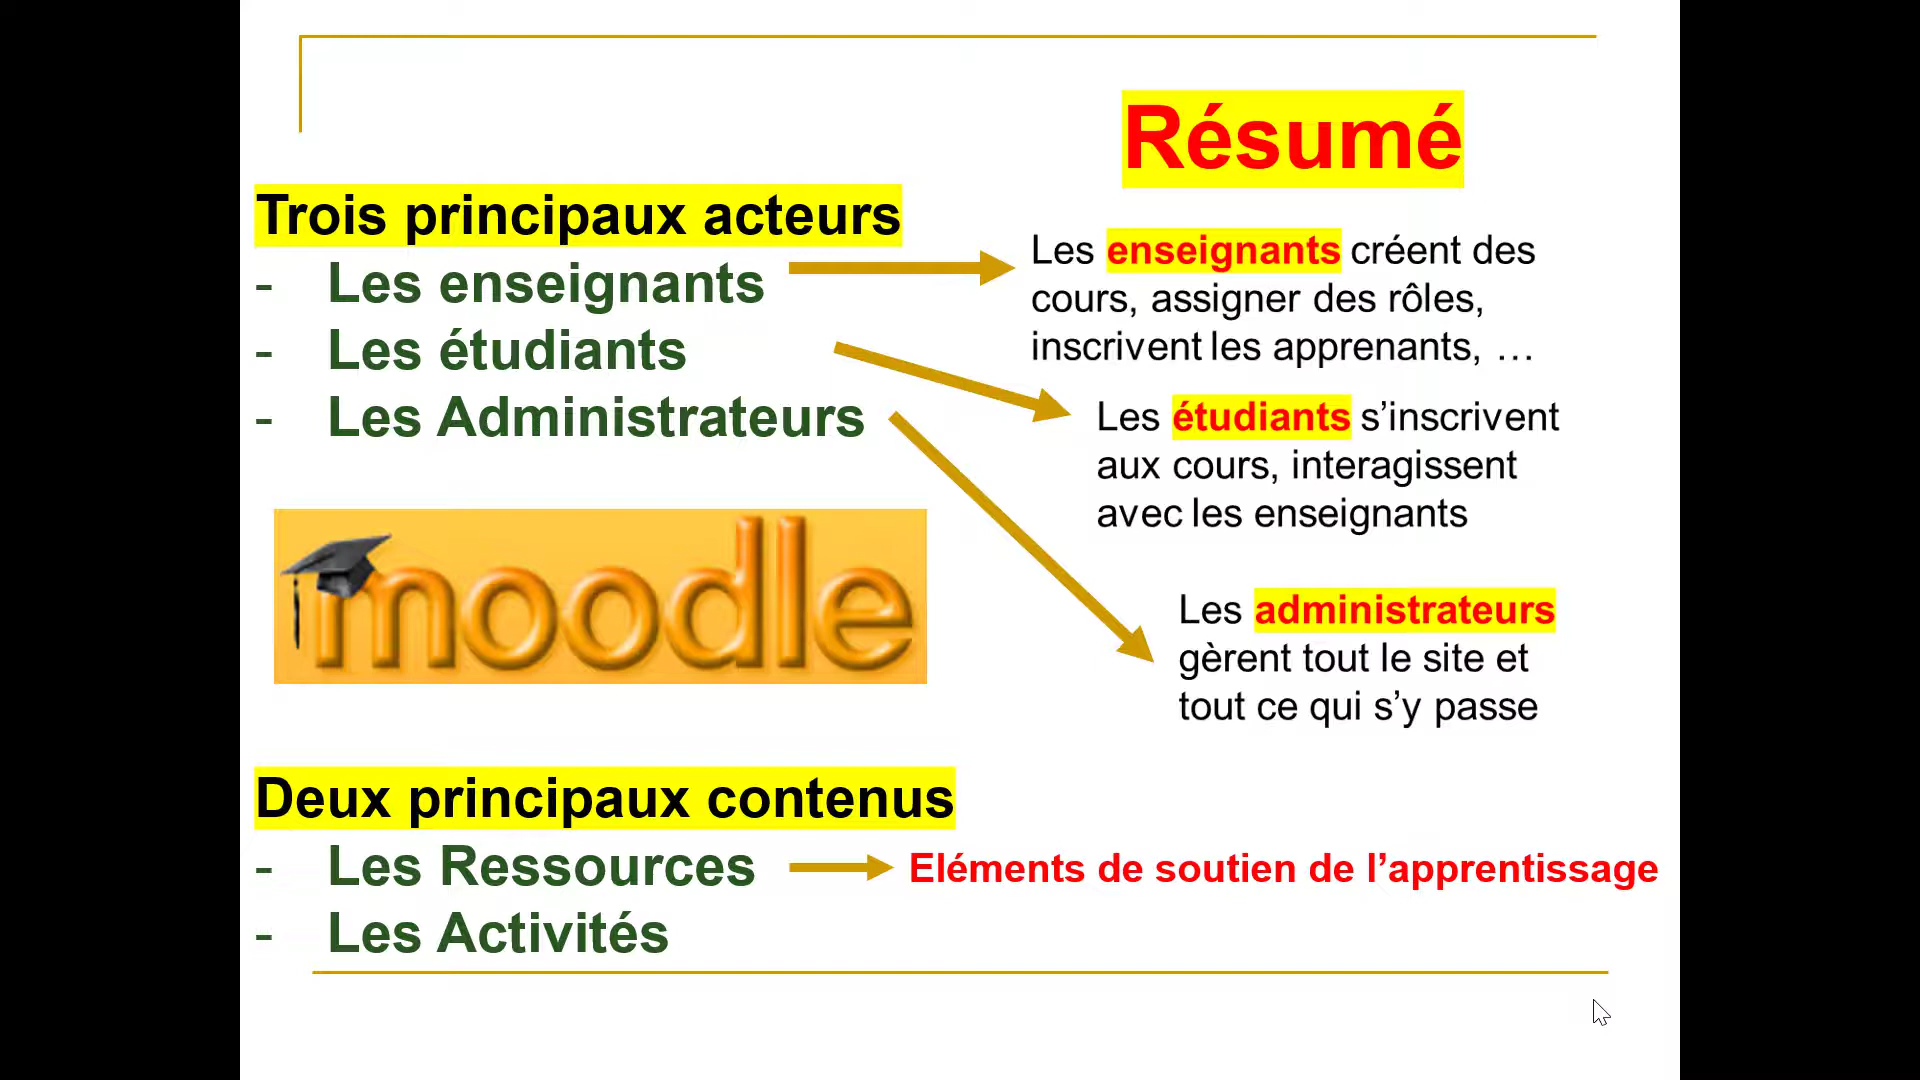 Résumé
Trois principaux acteurs
- Les enseignants
- Les étudiants
- Les Administrateurs
Les enseignants créent des
cours, assigner des rôles,
inscrivent les apprenants, …
Les étudiants s’inscrivent
aux cours, interagissent
avec les enseignants
Les administrateurs
gèrent tout le site et
tout ce qui s’y passe
moodle
Deux principaux contenus
- Les Ressources
Eléments de soutien de l’apprentissage
- Les Activités